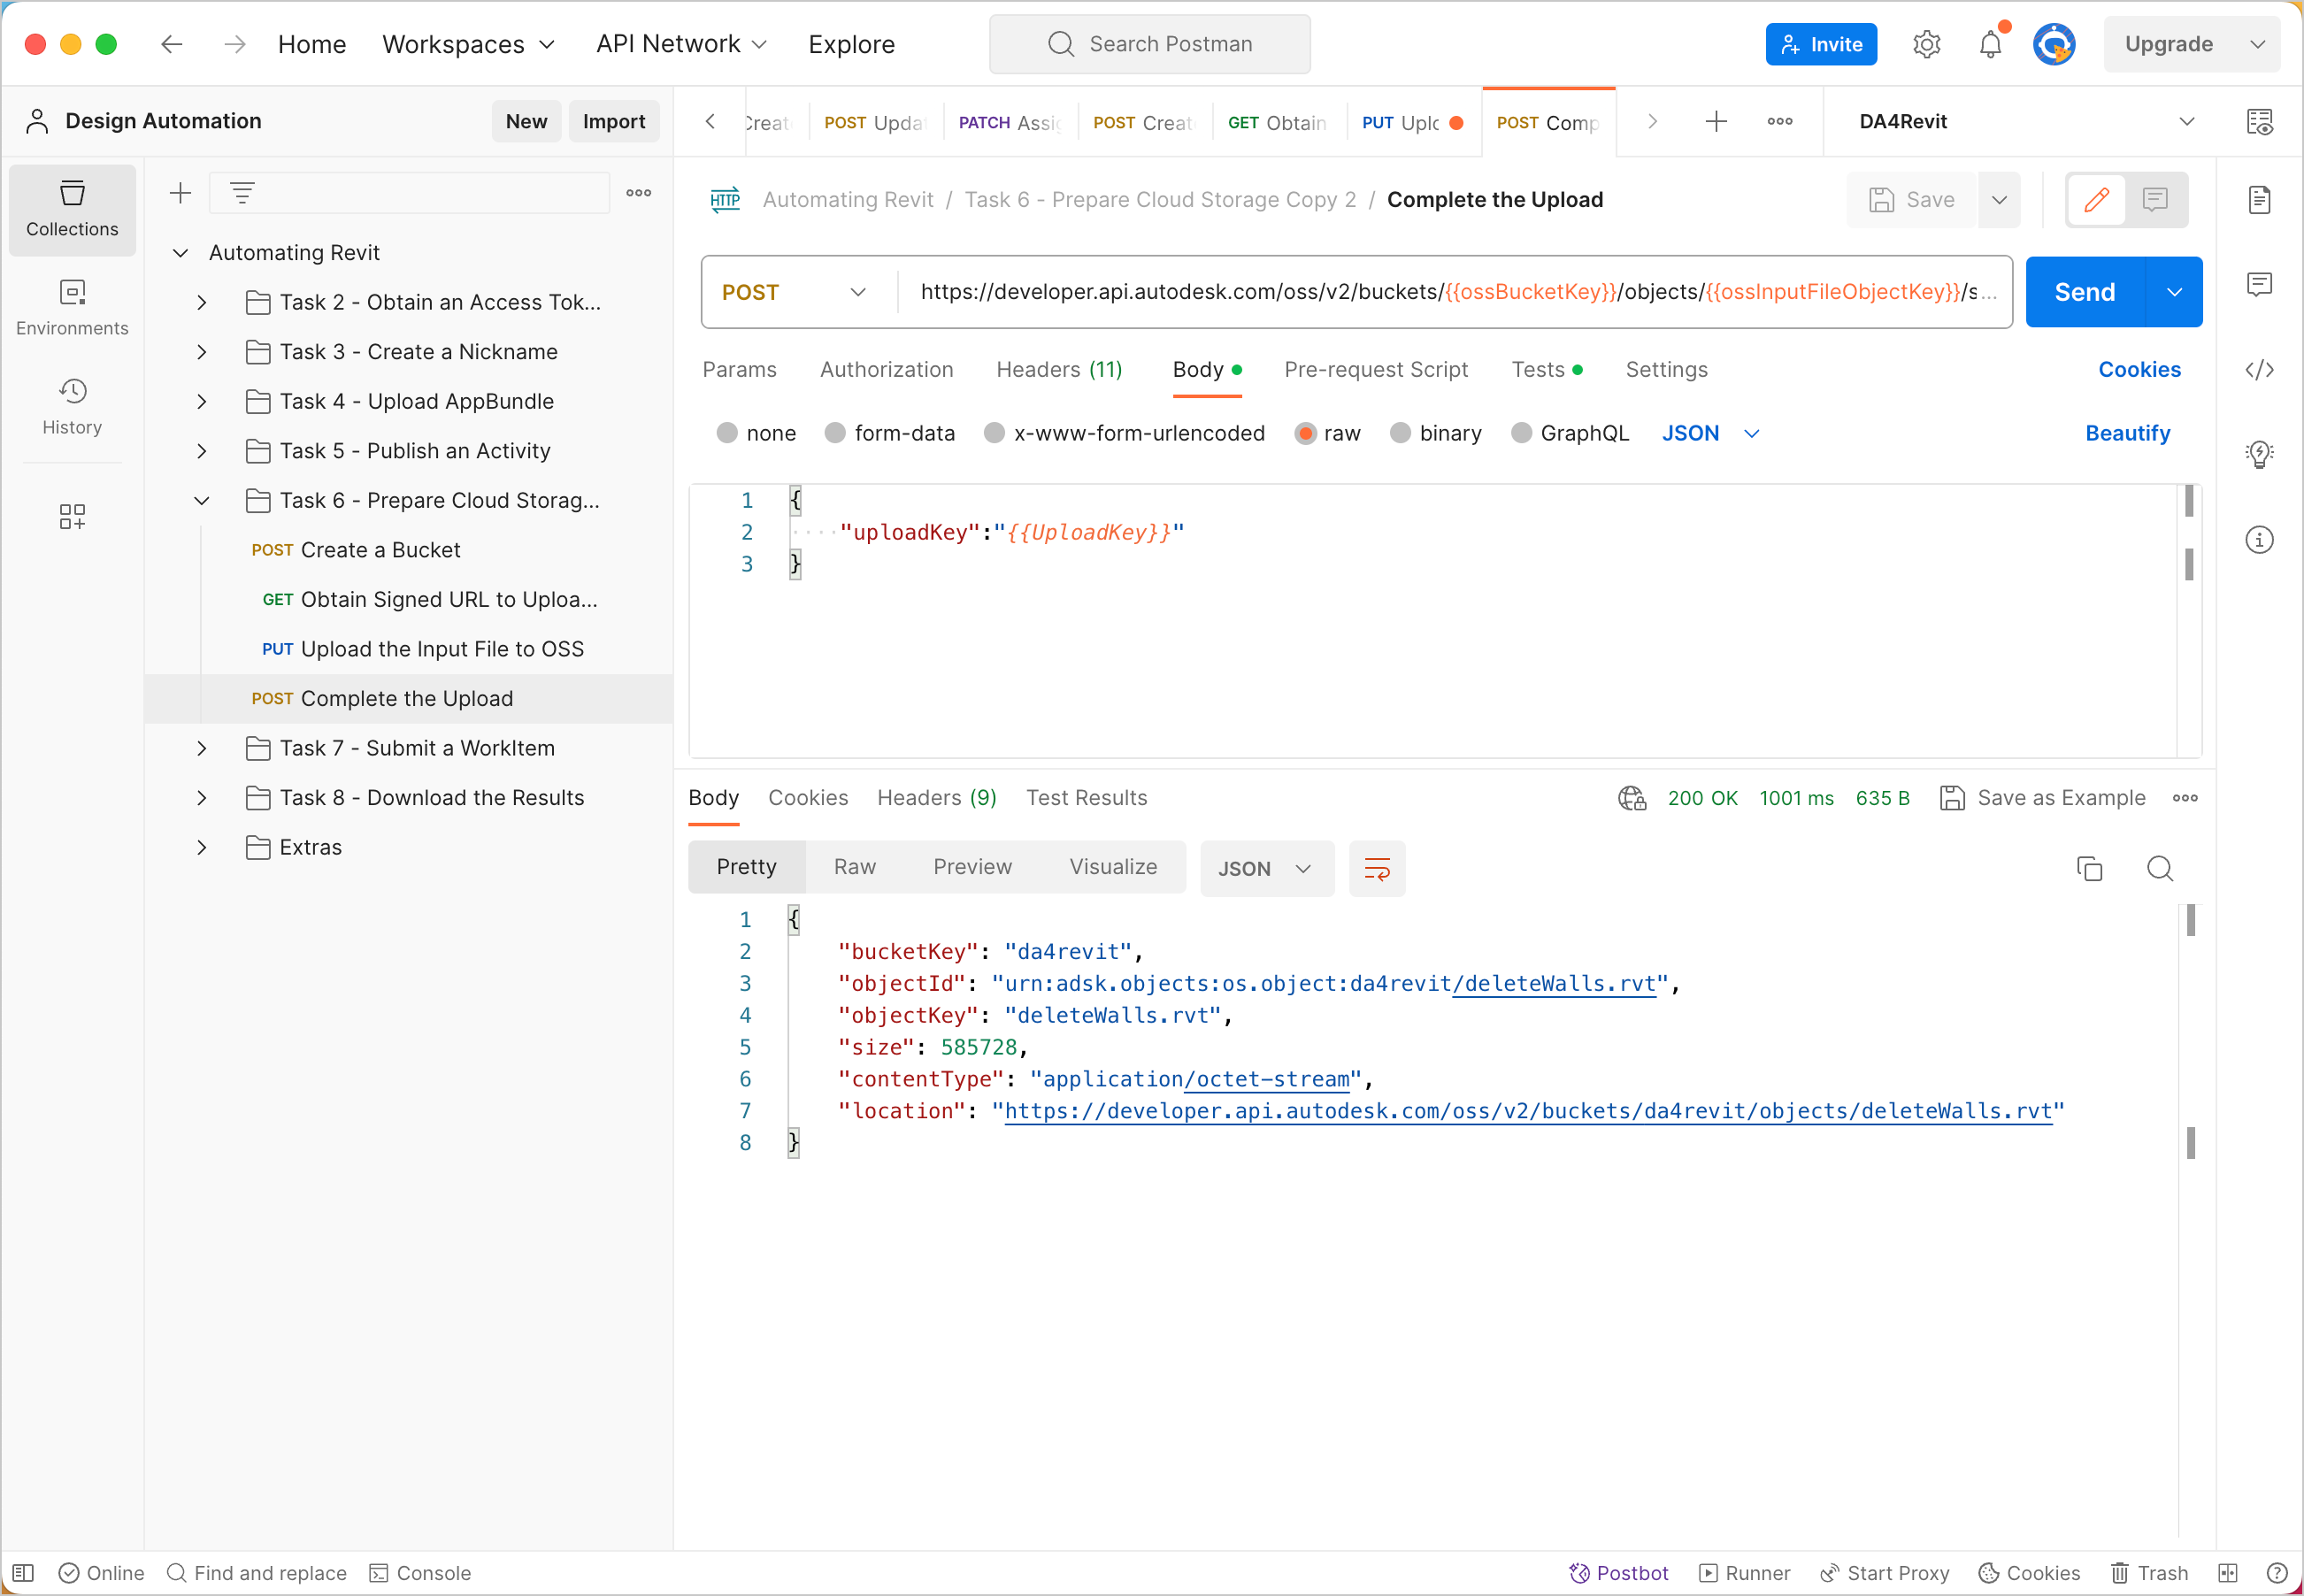 Home Workspaces API Network Explore Search Postman Invite Upgrade
Design Automation New Import
Creat POST Updat PATCH Assig POST Creat GET Obtain PUT Uplo POST Comp DA4Revit
Collections
Environments
History
Automating Revit
Task 2 - Obtain an Access Tok...
Task 3 - Create a Nickname
Task 4 - Upload AppBundle
Task 5 - Publish an Activity
Task 6 - Prepare Cloud Storag...
POST Create a Bucket
GET Obtain Signed URL to Uploa...
PUT Upload the Input File to OSS
POST Complete the Upload
Task 7 - Submit a WorkItem
Task 8 - Download the Results
Extras
HTTP Automating Revit / Task 6 - Prepare Cloud Storage Copy 2 / Complete the Upload Save
POST https://developer.api.autodesk.com/oss/v2/buckets/{{ossBucketKey}}/objects/{{ossInputFileObjectKey}}/s... Send
Params Authorization Headers (11) Body Pre-request Script Tests Settings Cookies
none form-data x-www-form-urlencoded raw binary GraphQL JSON Beautify
1 {
2 "uploadKey":"{{UploadKey}}"
3 }
Body Cookies Headers (9) Test Results 200 OK 1001 ms 635 B Save as Example
Pretty Raw Preview Visualize JSON
1 {
2 "bucketKey": "da4revit",
3 "objectId": "urn:adsk.objects:os.object:da4revit/deleteWalls.rvt",
4 "objectKey": "deleteWalls.rvt",
5 "size": 585728,
6 "contentType": "application/octet-stream",
7 "location": "https://developer.api.autodesk.com/oss/v2/buckets/da4revit/objects/deleteWalls.rvt"
8 }
Online Find and replace Console Postbot Runner Start Proxy Cookies Trash